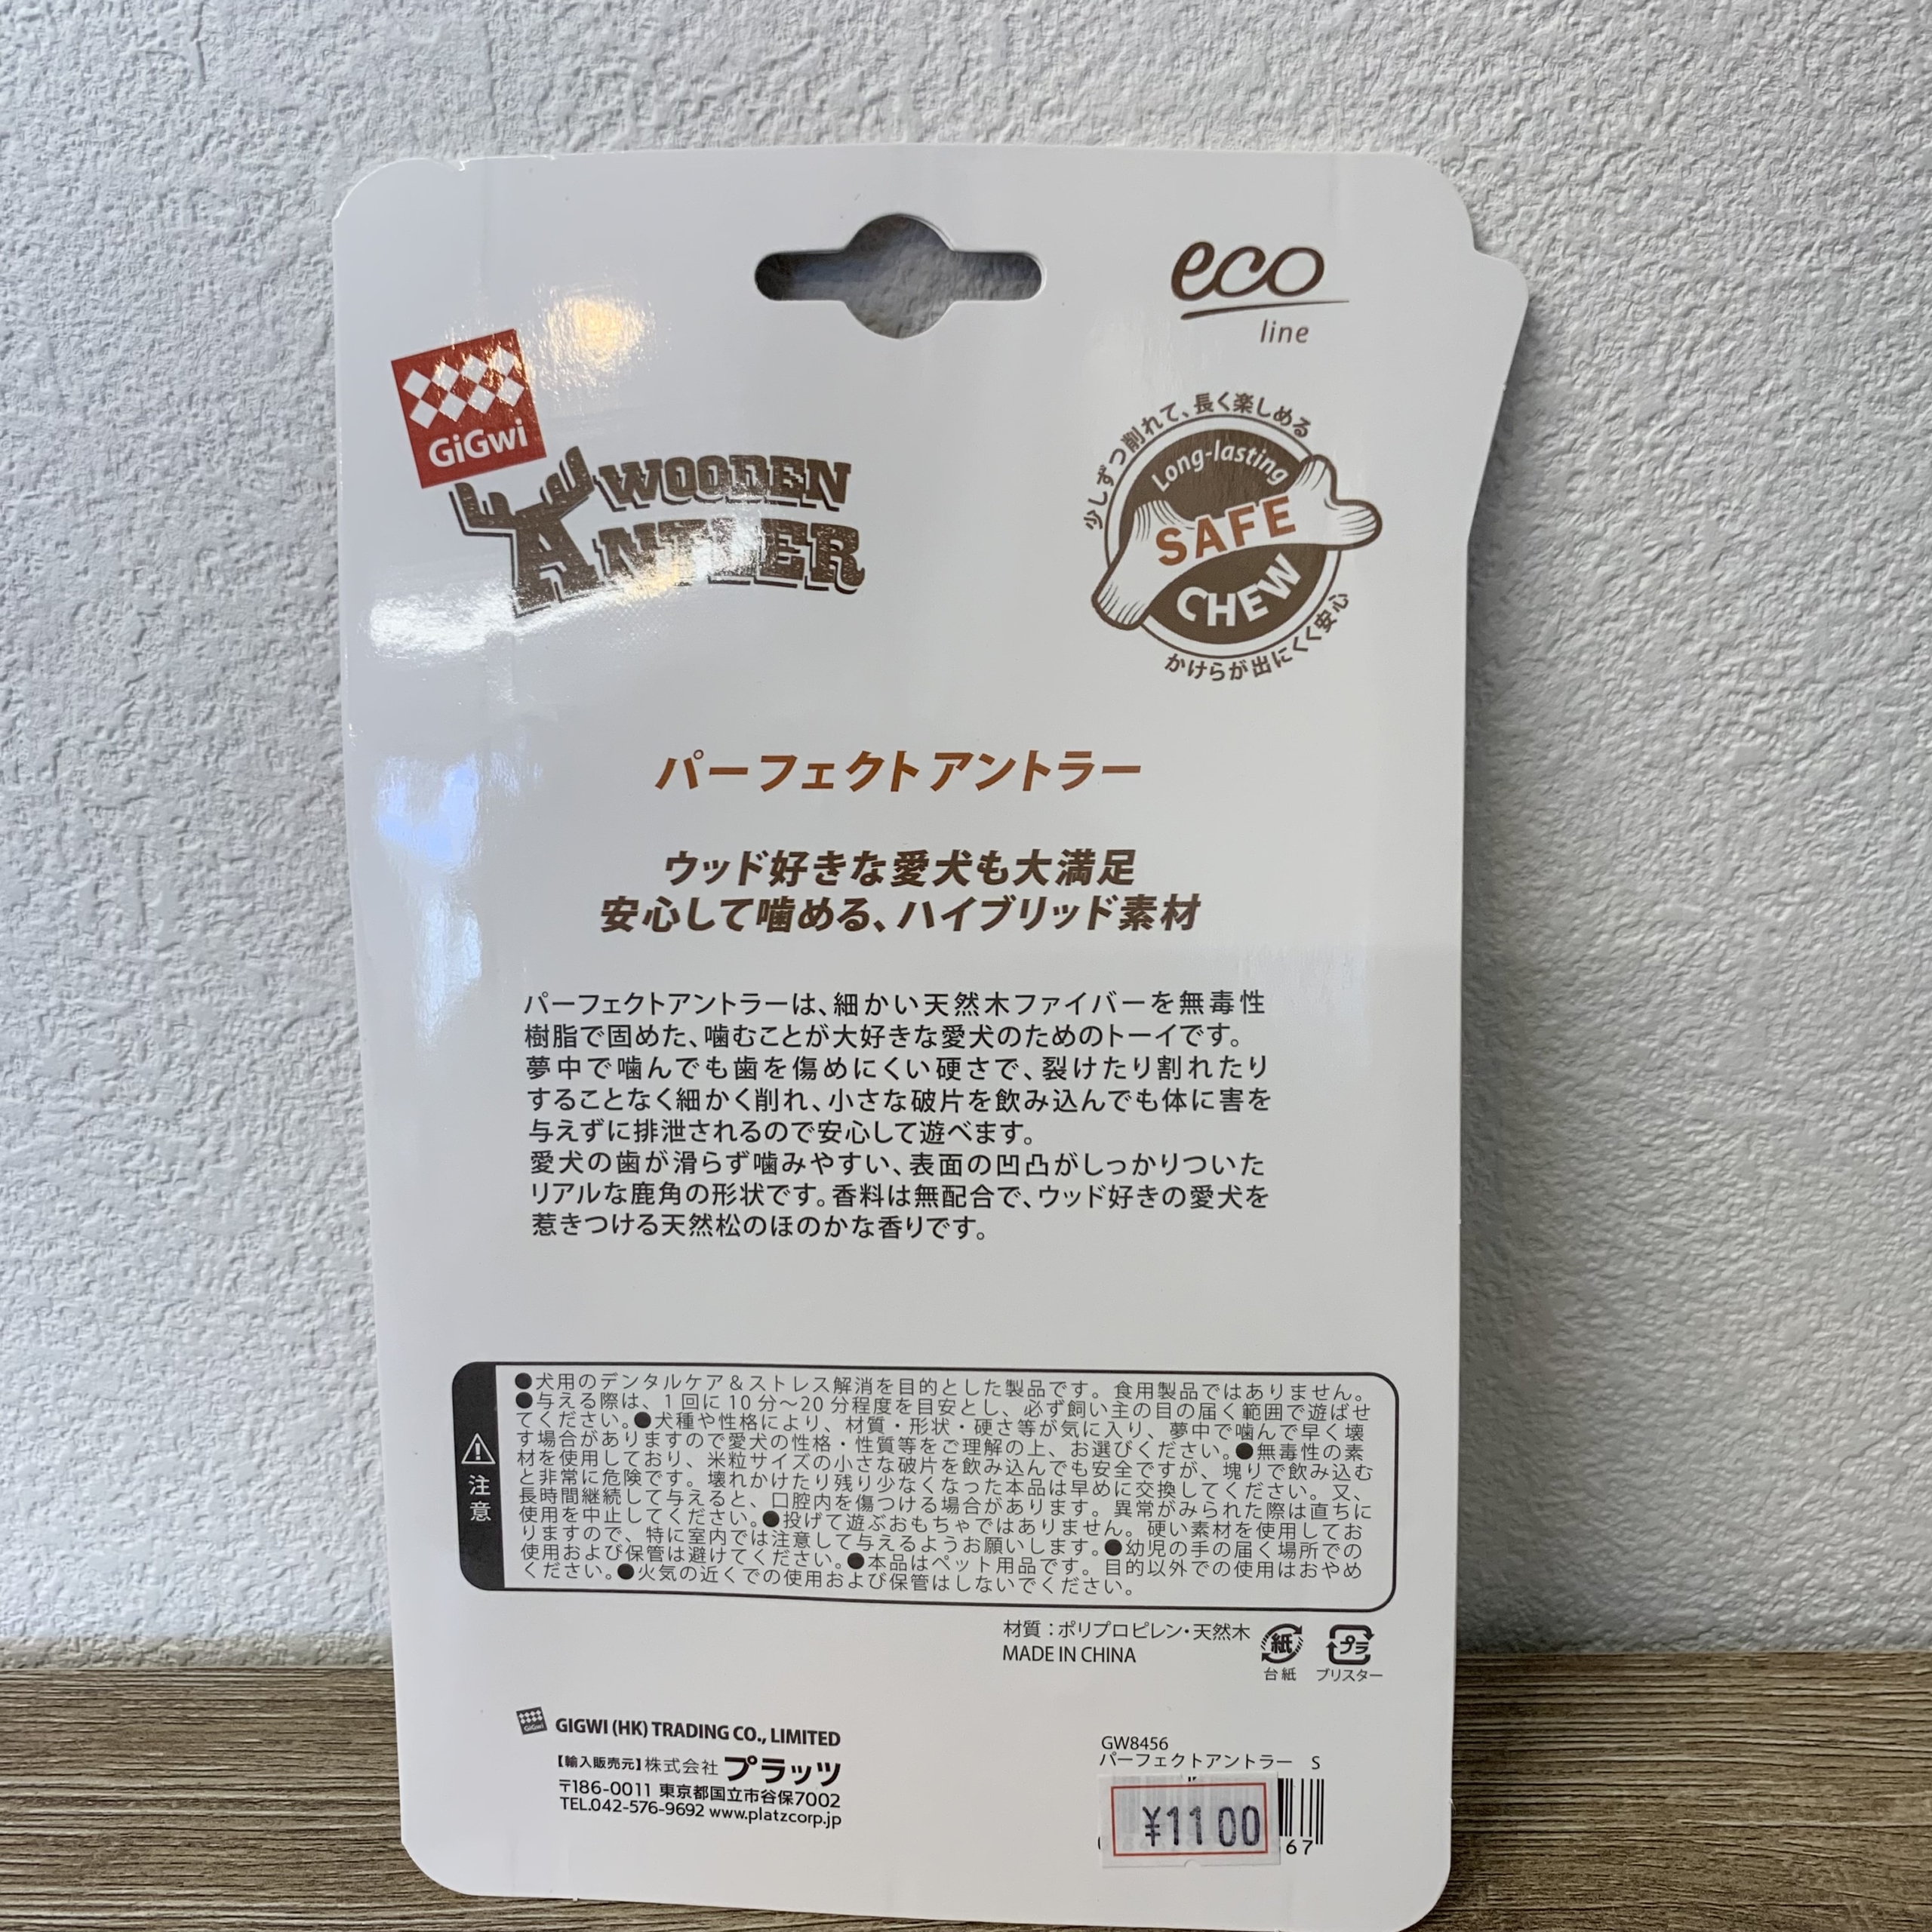 eco
line
GiGwi
WOODEN
ANTLER
少しずつ削れて、長く楽しめる
Long-lasting
SAFE
CHEW
かけらが出にくく安心
パーフェクトアントラー
ウッド好きな愛犬も大満足
安心して噛める、ハイブリッド素材
パーフェクトアントラーは、細かい天然木ファイバーを無毒性
樹脂で固めた、噛むことが大好きな愛犬のためのトーイです。
夢中で噛んでも歯を傷めにくい硬さで、裂けたり割れたり
することなく細かく削れ、小さな破片を飲み込んでも体に害を
与えずに排泄されるので安心して遊べます。
愛犬の歯が滑らず噛みやすい、表面の凹凸がしっかりついた
リアルな鹿角の形状です。香料は無配合で、ウッド好きの愛犬を
惹きつける天然松のほのかな香りです。
注意
●犬用のデンタルケア&ストレス解消を目的とした製品です。食用製品ではありません。
●与える際は、1回に10分〜20分程度を目安とし、必ず飼い主の目の届く範囲で遊ばせ
てください。●犬種や性格により、材質・形状・硬さ等が気に入り、夢中で噛んで早く壊
す場合がありますので愛犬の性格・性質等をご理解の上、お選びください。●無毒性の素
材を使用しており、米粒サイズの小さな破片を飲み込んでも安全ですが、塊りで飲み込む
と非常に危険です。壊れかけたり残り少なくなった本品は早めに交換してください。又、
長時間継続して与えると、口腔内を傷つける場合があります。異常がみられた際は直ちに
使用を中止してください。●投げて遊ぶおもちゃではありません。硬い素材を使用してお
りますので、特に室内では注意して与えるようお願いします。●幼児の手の届く場所での
使用および保管は避けてください。●本品はペット用品です。目的以外での使用はおやめ
ください。●火気の近くでの使用および保管はしないでください。
材質：ポリプロピレン・天然木
MADE IN CHINA
紙
台紙
プラ
ブリスター
GiGwi
GIGWI (HK) TRADING CO., LIMITED
【輸入販売元】株式会社 プラッツ
〒186-0011 東京都国立市谷保7002
TEL.042-576-9692 www.platzcorp.jp
GW8456
パーフェクトアントラー S
¥1100
67